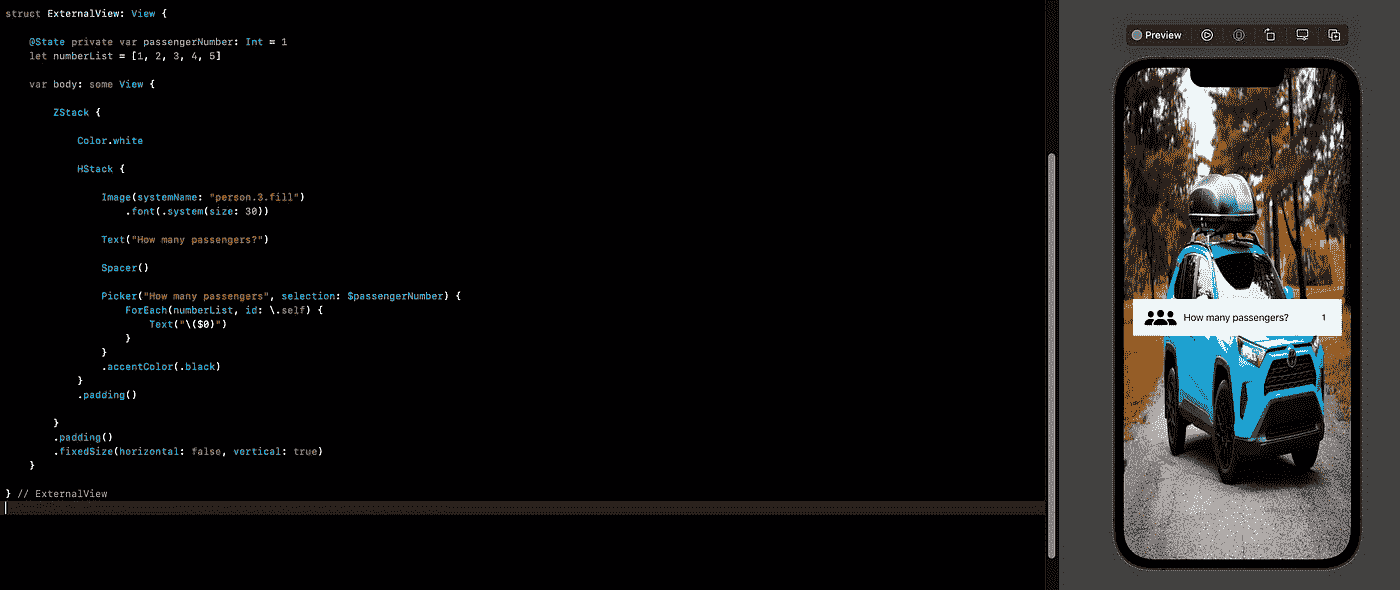 struct ExternalView: View {
@State private var passengerNumber: Int = 1
let numberList = [1, 2, 3, 4, 5]
var body: some View {
ZStack {
Color.white
HStack {
Image(systemName: "person.3.fill")
.font(.system(size: 30))
Text("How many passengers?")
Spacer()
Picker("How many passengers", selection: $passengerNumber) {
ForEach(numberList, id: \.self) {
Text("\($0)")
}
}
.accentColor(.black)
}
.padding()
}
.padding()
.fixedSize(horizontal: false, vertical: true)
}
} // ExternalView
Preview
How many passengers? 1